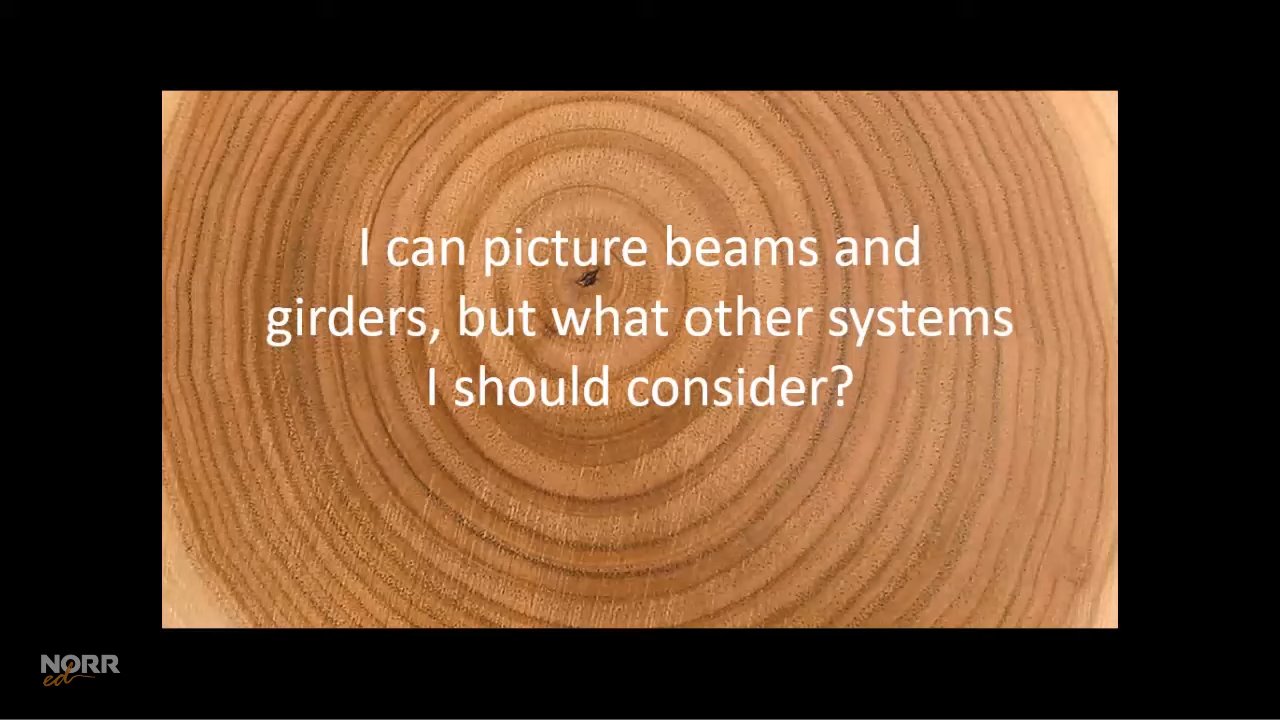 I can picture beams and
girders, but what other systems
I should consider?
NORR
ed